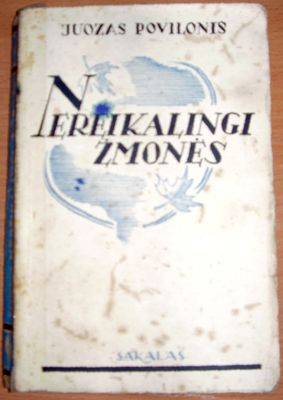 JUOZAS POVILONIS
NEREIKALINGI
ŽMONĖS
SAKALAS